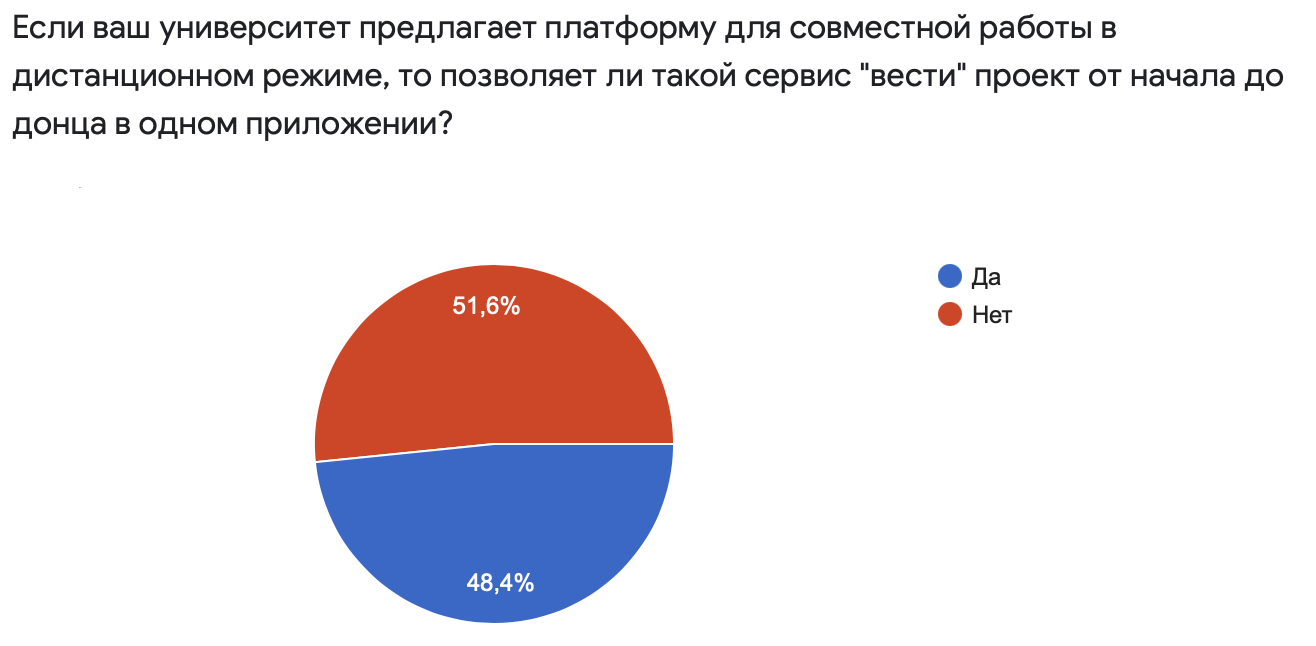 Если ваш университет предлагает платформу для совместной работы в
дистанционном режиме, то позволяет ли такой сервис "вести" проект от начала до
донца в одном приложении?
Да
Нет
51,6%
48,4%